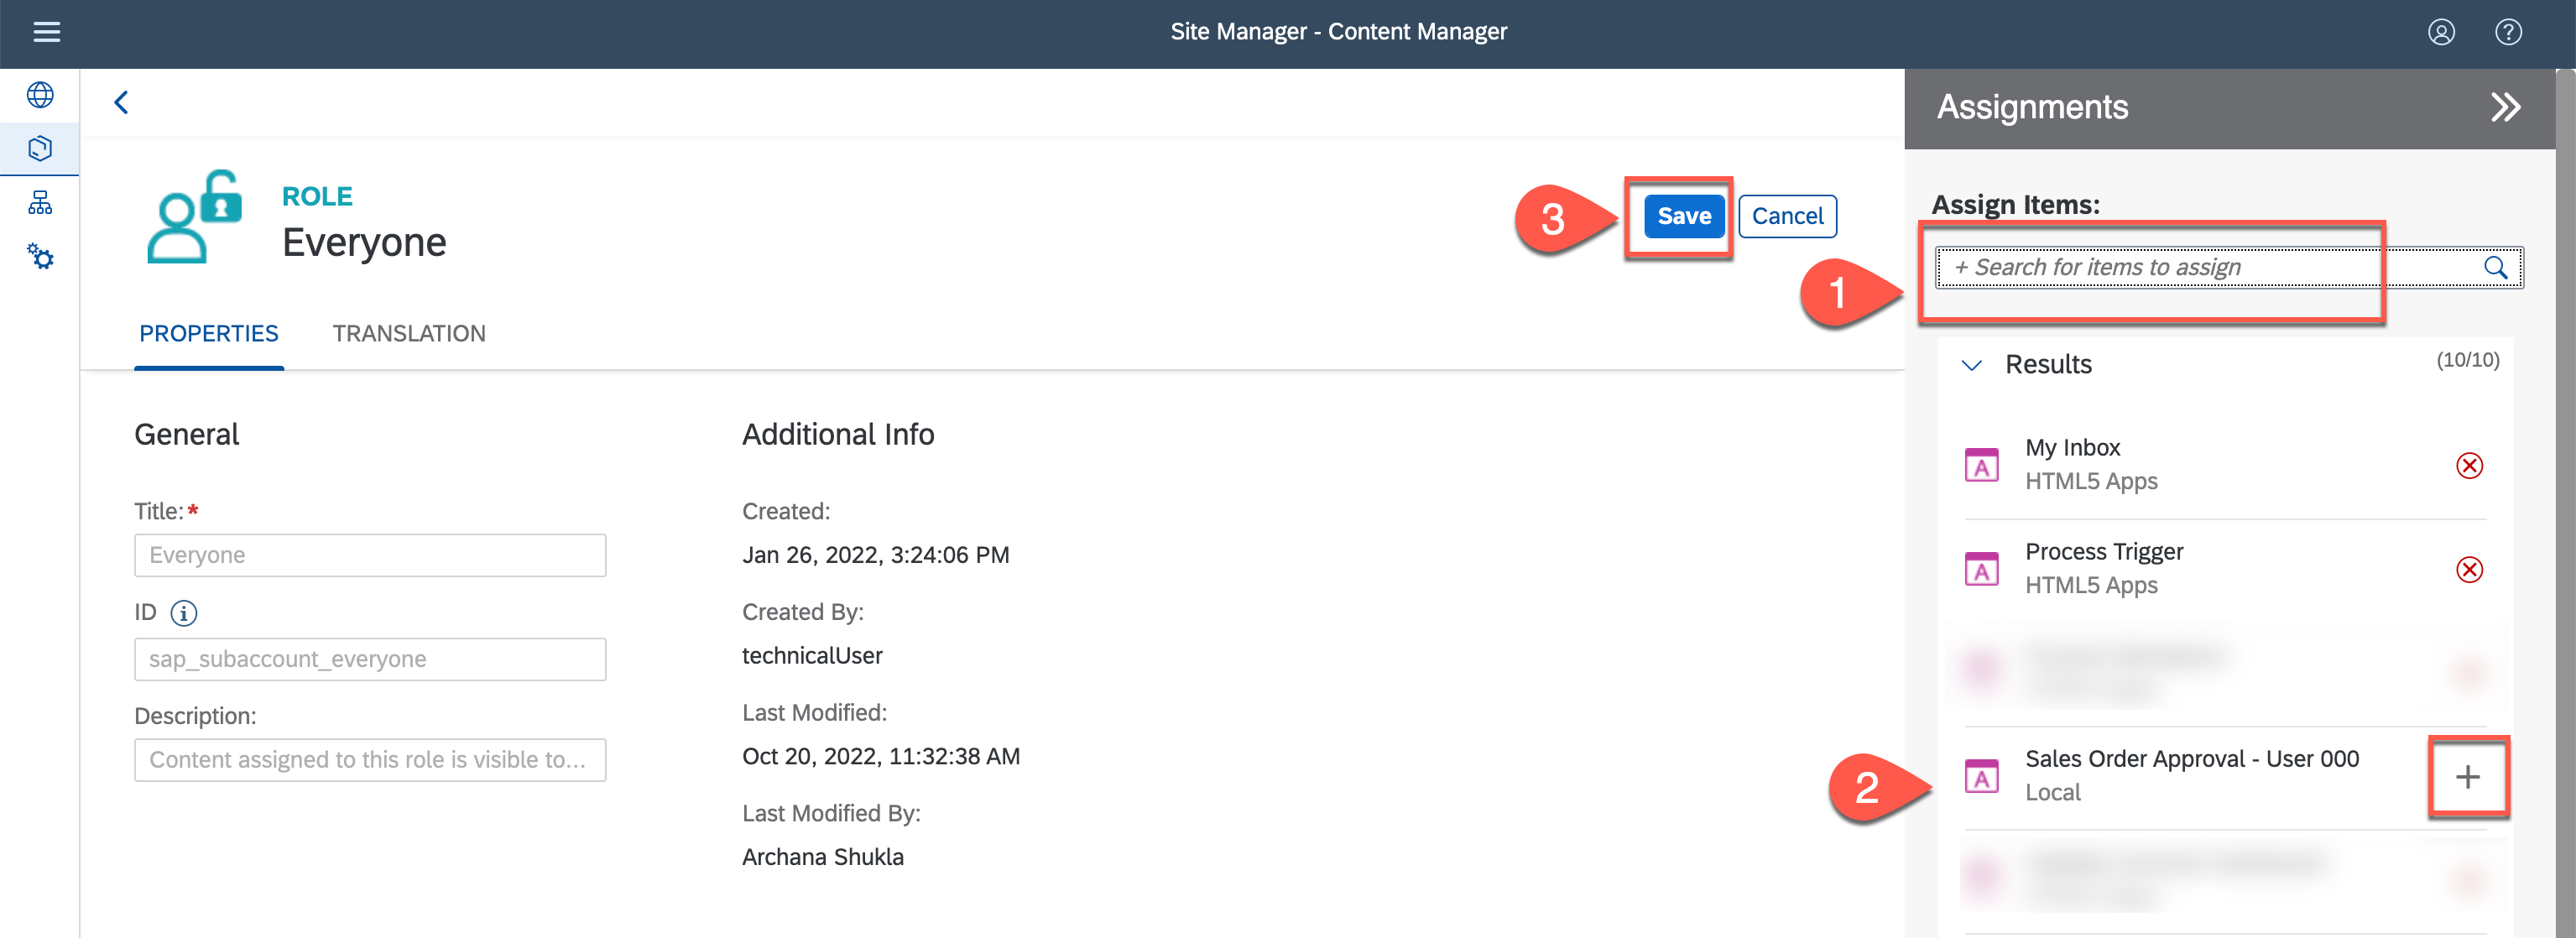 Site Manager - Content Manager
ROLE
Everyone
3
Save
Cancel
PROPERTIES
TRANSLATION
General
Title:*
Everyone
ID
sap_subaccount_everyone
Description:
Content assigned to this role is visible to...
Additional Info
Created:
Jan 26, 2022, 3:24:06 PM
Created By:
technicalUser
Last Modified:
Oct 20, 2022, 11:32:38 AM
Last Modified By:
Archana Shukla
Assignments
Assign Items:
1
+ Search for items to assign
Results
(10/10)
A
My Inbox
HTML5 Apps
A
Process Trigger
HTML5 Apps
2
A
Sales Order Approval - User 000
Local